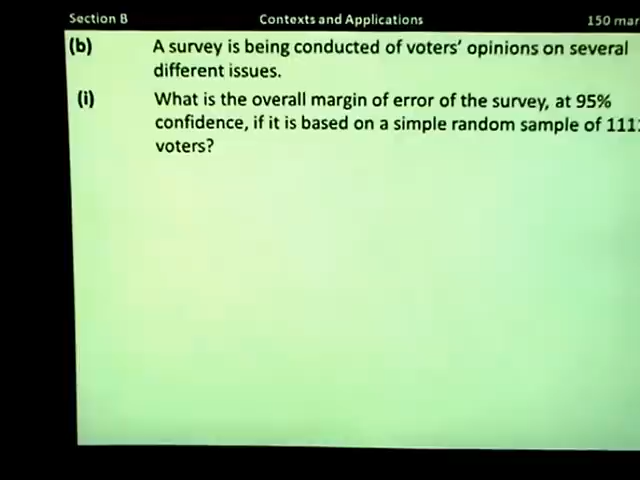 Section B Contexts and Applications 150
(b) A survey is being conducted of voters' opinions on several
different issues.
(i) What is the overall margin of error of the survey, at 95%
confidence, if it is based on a simple random sample of
voters?